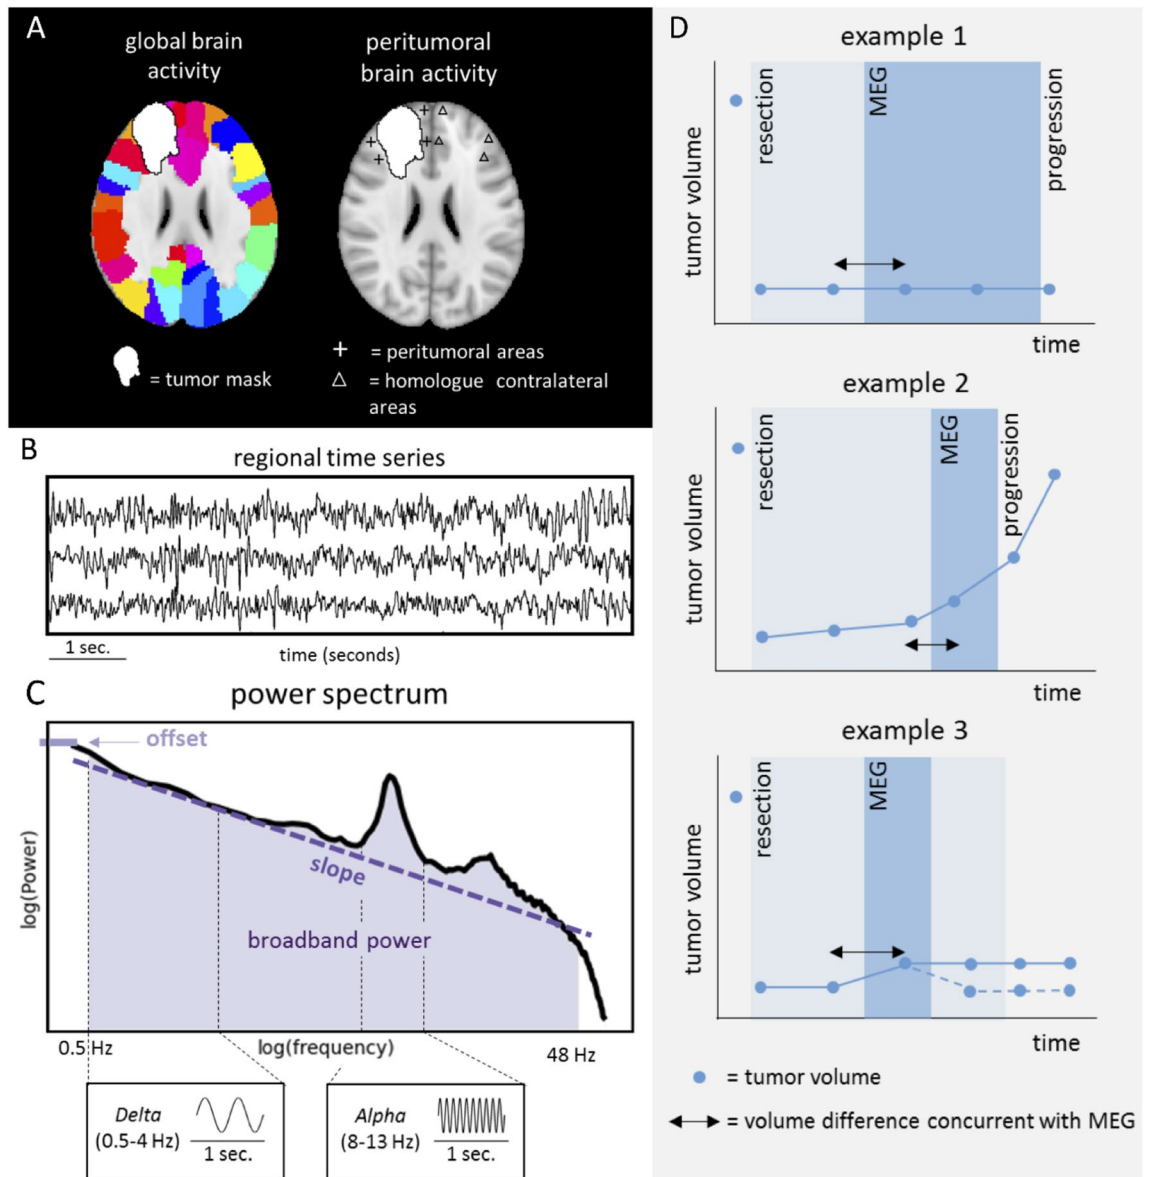 A
global brain
activity
peritumoral
brain activity
= tumor mask
+ = peritumoral areas
△ = homologue contralateral
areas
B
regional time series
1 sec.
time (seconds)
C
power spectrum
offset
slope
broadband power
log(Power)
0.5 Hz
log(frequency)
48 Hz
Delta
(0.5-4 Hz)
1 sec.
Alpha
(8-13 Hz)
1 sec.
D
example 1
tumor volume
resection
MEG
progression
time
example 2
tumor volume
resection
MEG
progression
time
example 3
tumor volume
resection
MEG
time
= tumor volume
= volume difference concurrent with MEG